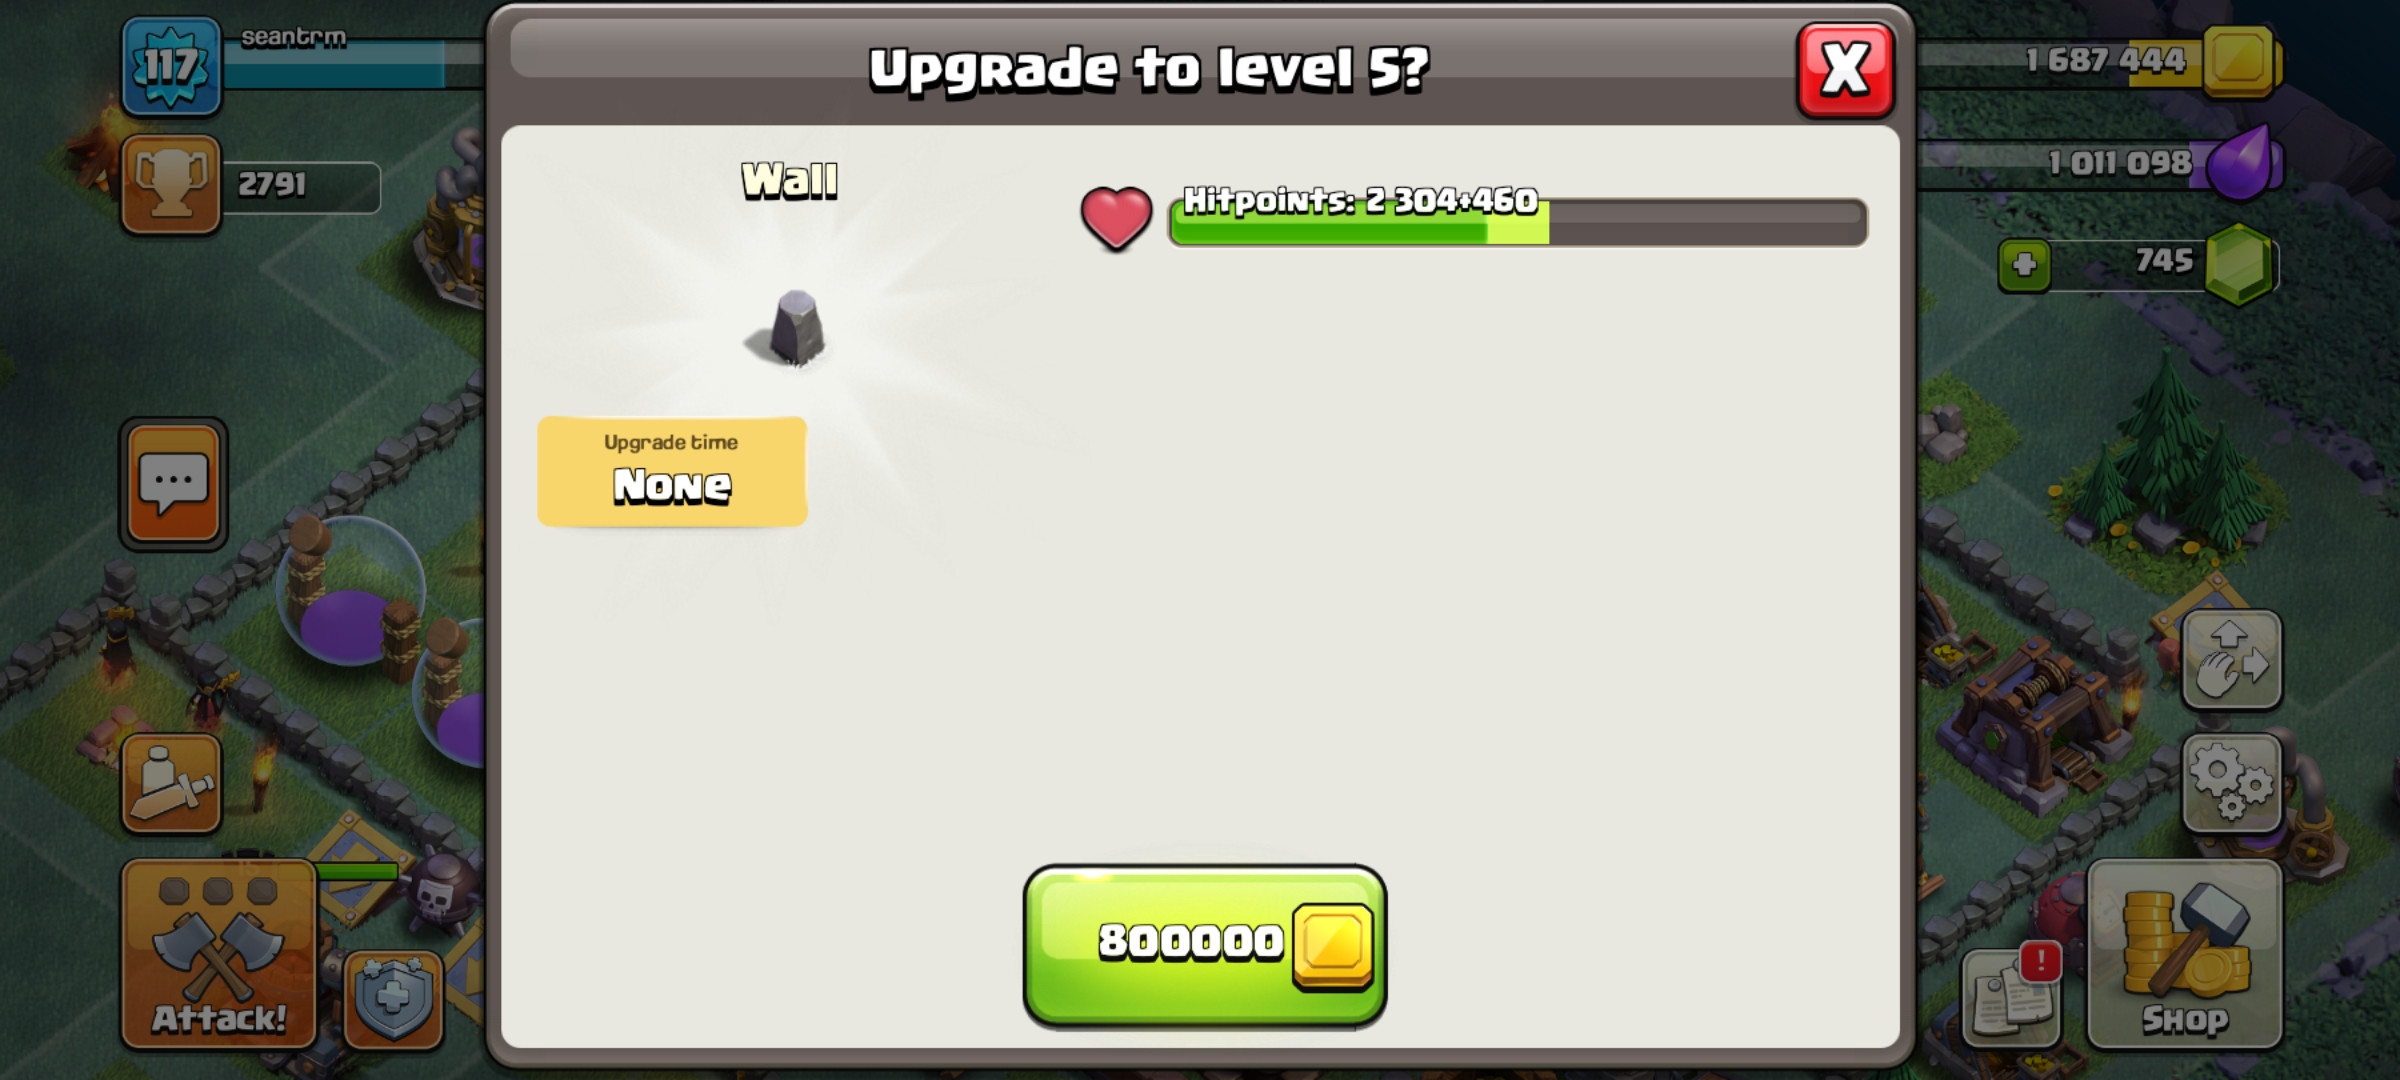 117
seantrm
2791
Upgrade to level 5?
X
1 687 444
1 011 098
745
Wall
Hitpoints: 2 304+460
Upgrade time
None
800000
Attack!
!
Shop